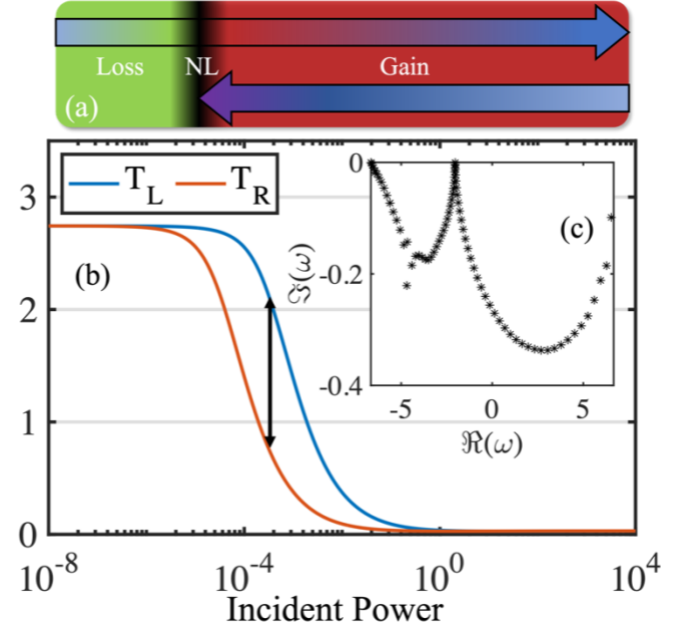 Loss NL Gain
(a)
T_L T_R
(b)
(c)
3
2
1
0
10^-8 10^-4 10^0 10^4
Incident Power
0
-0.2
-0.4
ℑ(ω)
-5 0 5
ℜ(ω)